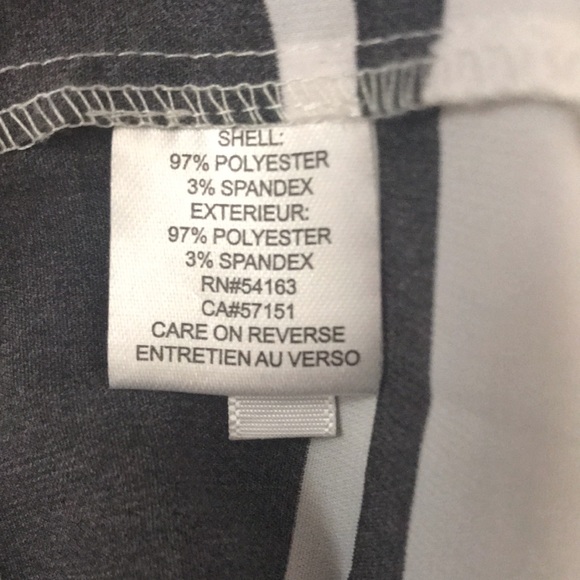 SHELL:
97% POLYESTER
3% SPANDEX
EXTERIEUR:
97% POLYESTER
3% SPANDEX
RN#54163
CA#57151
CARE ON REVERSE
ENTRETIEN AU VERSO